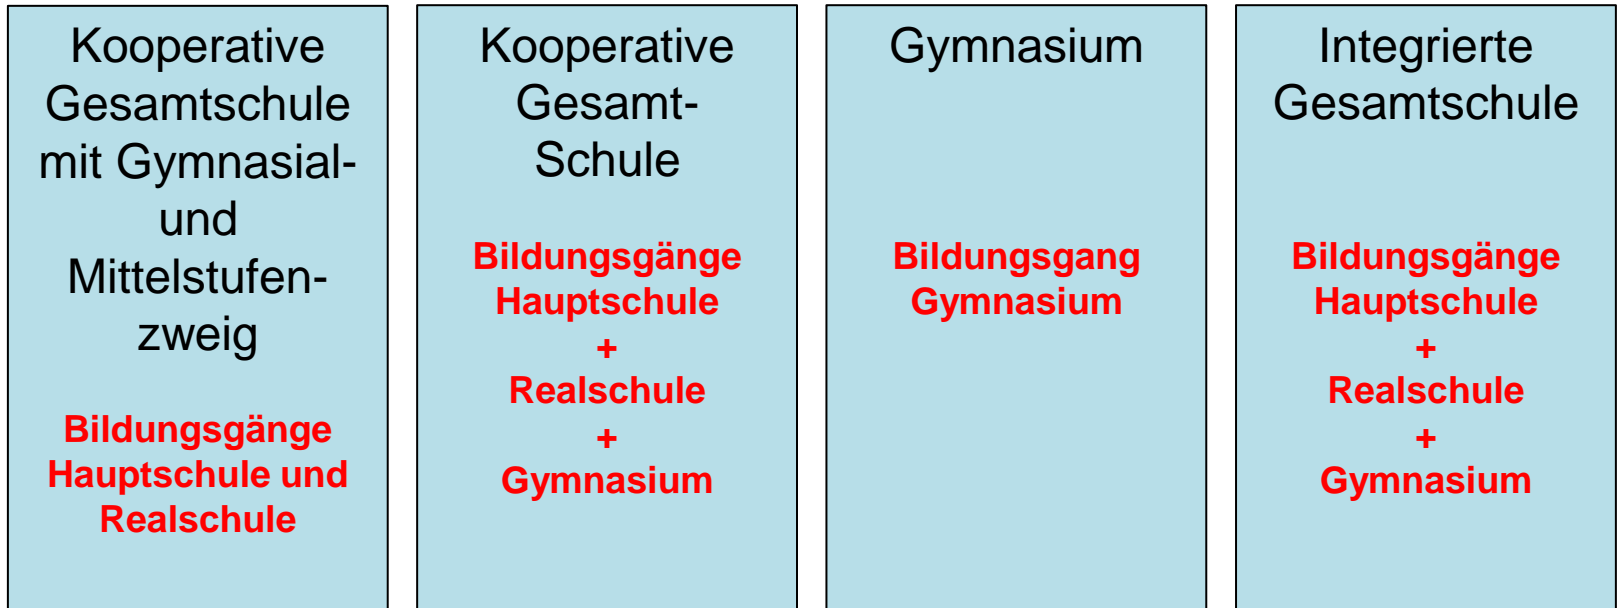 Kooperative
Gesamtschule
mit Gymnasial-
und
Mittelstufen-
zweig
Bildungsgänge
Hauptschule und
Realschule
Kooperative
Gesamt-
Schule
Bildungsgänge
Hauptschule
+
Realschule
+
Gymnasium
Gymnasium
Bildungsgang
Gymnasium
Integrierte
Gesamtschule
Bildungsgänge
Hauptschule
+
Realschule
+
Gymnasium